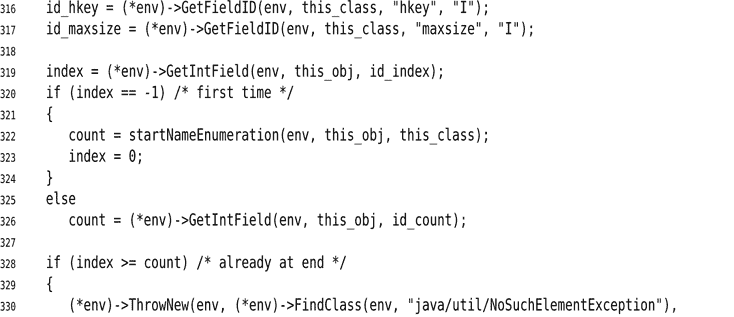 316 id_hkey = (*env)->GetFieldID(env, this_class, "hkey", "I");
317 id_maxsize = (*env)->GetFieldID(env, this_class, "maxsize", "I");
318
319 index = (*env)->GetIntField(env, this_obj, id_index);
320 if (index == -1) /* first time */
321 {
322 count = startNameEnumeration(env, this_obj, this_class);
323 index = 0;
324 }
325 else
326 count = (*env)->GetIntField(env, this_obj, id_count);
327
328 if (index >= count) /* already at end */
329 {
330 (*env)->ThrowNew(env, (*env)->FindClass(env, "java/util/NoSuchElementException"),